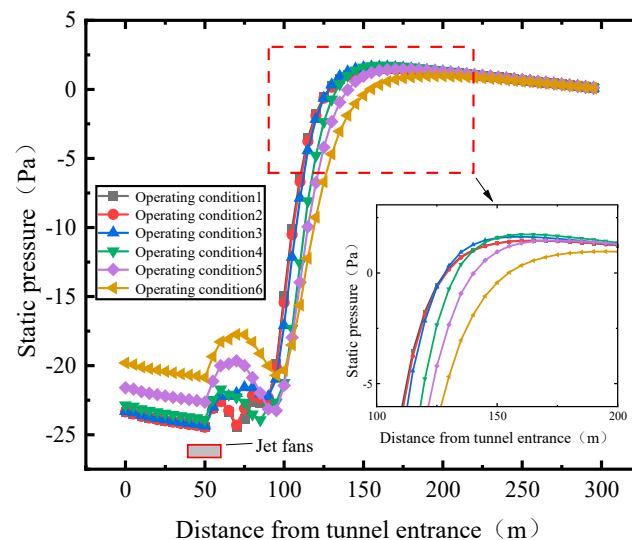 5
0
-5
-10
-15
-20
-25
Static pressure（Pa）
Operating condition1
Operating condition2
Operating condition3
Operating condition4
Operating condition5
Operating condition6
Static pressure（Pa）
0
-5
100
150
200
Distance from tunnel entrance（m）
Jet fans
0
50
100
150
200
250
300
Distance from tunnel entrance（m）